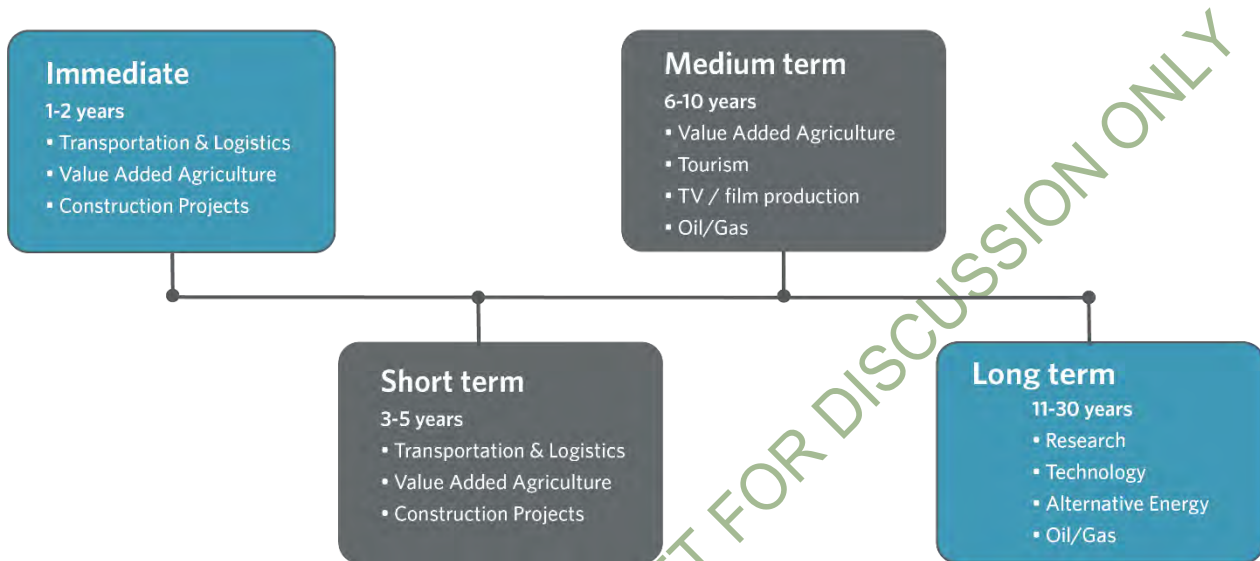 Immediate
1-2 years
▪ Transportation & Logistics
▪ Value Added Agriculture
▪ Construction Projects
Short term
3-5 years
▪ Transportation & Logistics
▪ Value Added Agriculture
▪ Construction Projects
Medium term
6-10 years
▪ Value Added Agriculture
▪ Tourism
▪ TV / film production
▪ Oil/Gas
Long term
11-30 years
▪ Research
▪ Technology
▪ Alternative Energy
▪ Oil/Gas
FOR DISCUSSION ONLY